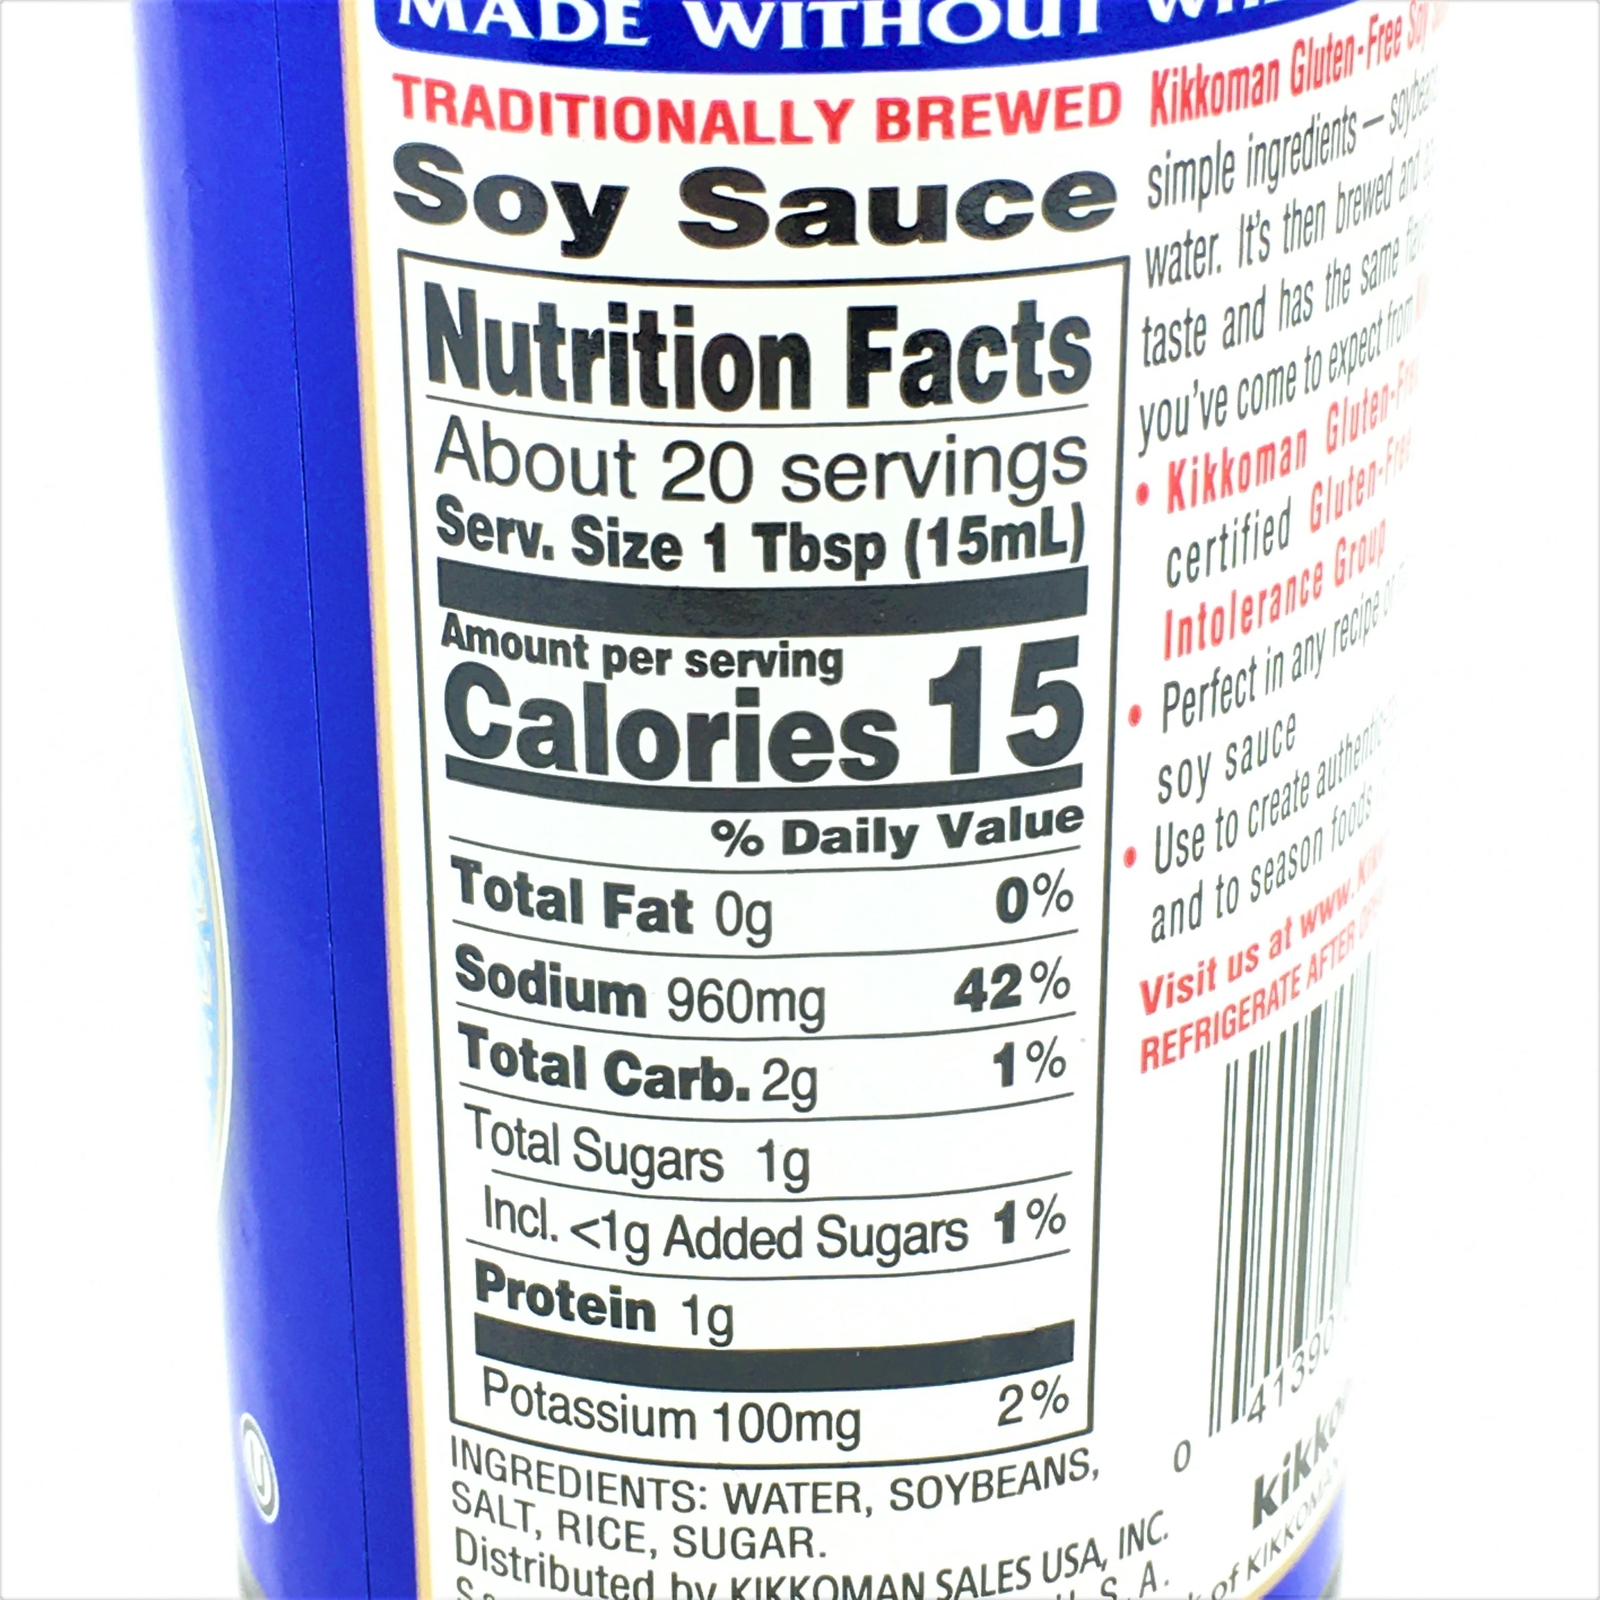 MADE WITHOUT
TRADITIONALLY BREWED
Soy Sauce
Nutrition Facts
About 20 servings
Serv. Size 1 Tbsp (15mL)
Amount per serving
Calories 15
% Daily Value
Total Fat 0g 0%
Sodium 960mg 42%
Total Carb. 2g 1%
Total Sugars 1g
Incl. <1g Added Sugars 1%
Protein 1g
Potassium 100mg 2%
INGREDIENTS: WATER, SOYBEANS,
SALT, RICE, SUGAR.
Distributed by KIKKOMAN SALES USA, INC.
U.S.A.
Kikkoman Gluten-Free Soy
simple ingredients —
water. It's then brewed and
taste and has the same
you've come to expect from
• Kikkoman Gluten-Free
certified Gluten-Free
Intolerance Group
• Perfect in any recipe
soy sauce
• Use to create
and to season foods
Visit us at www.
REFRIGERATE AFTER
0 41390
of
U